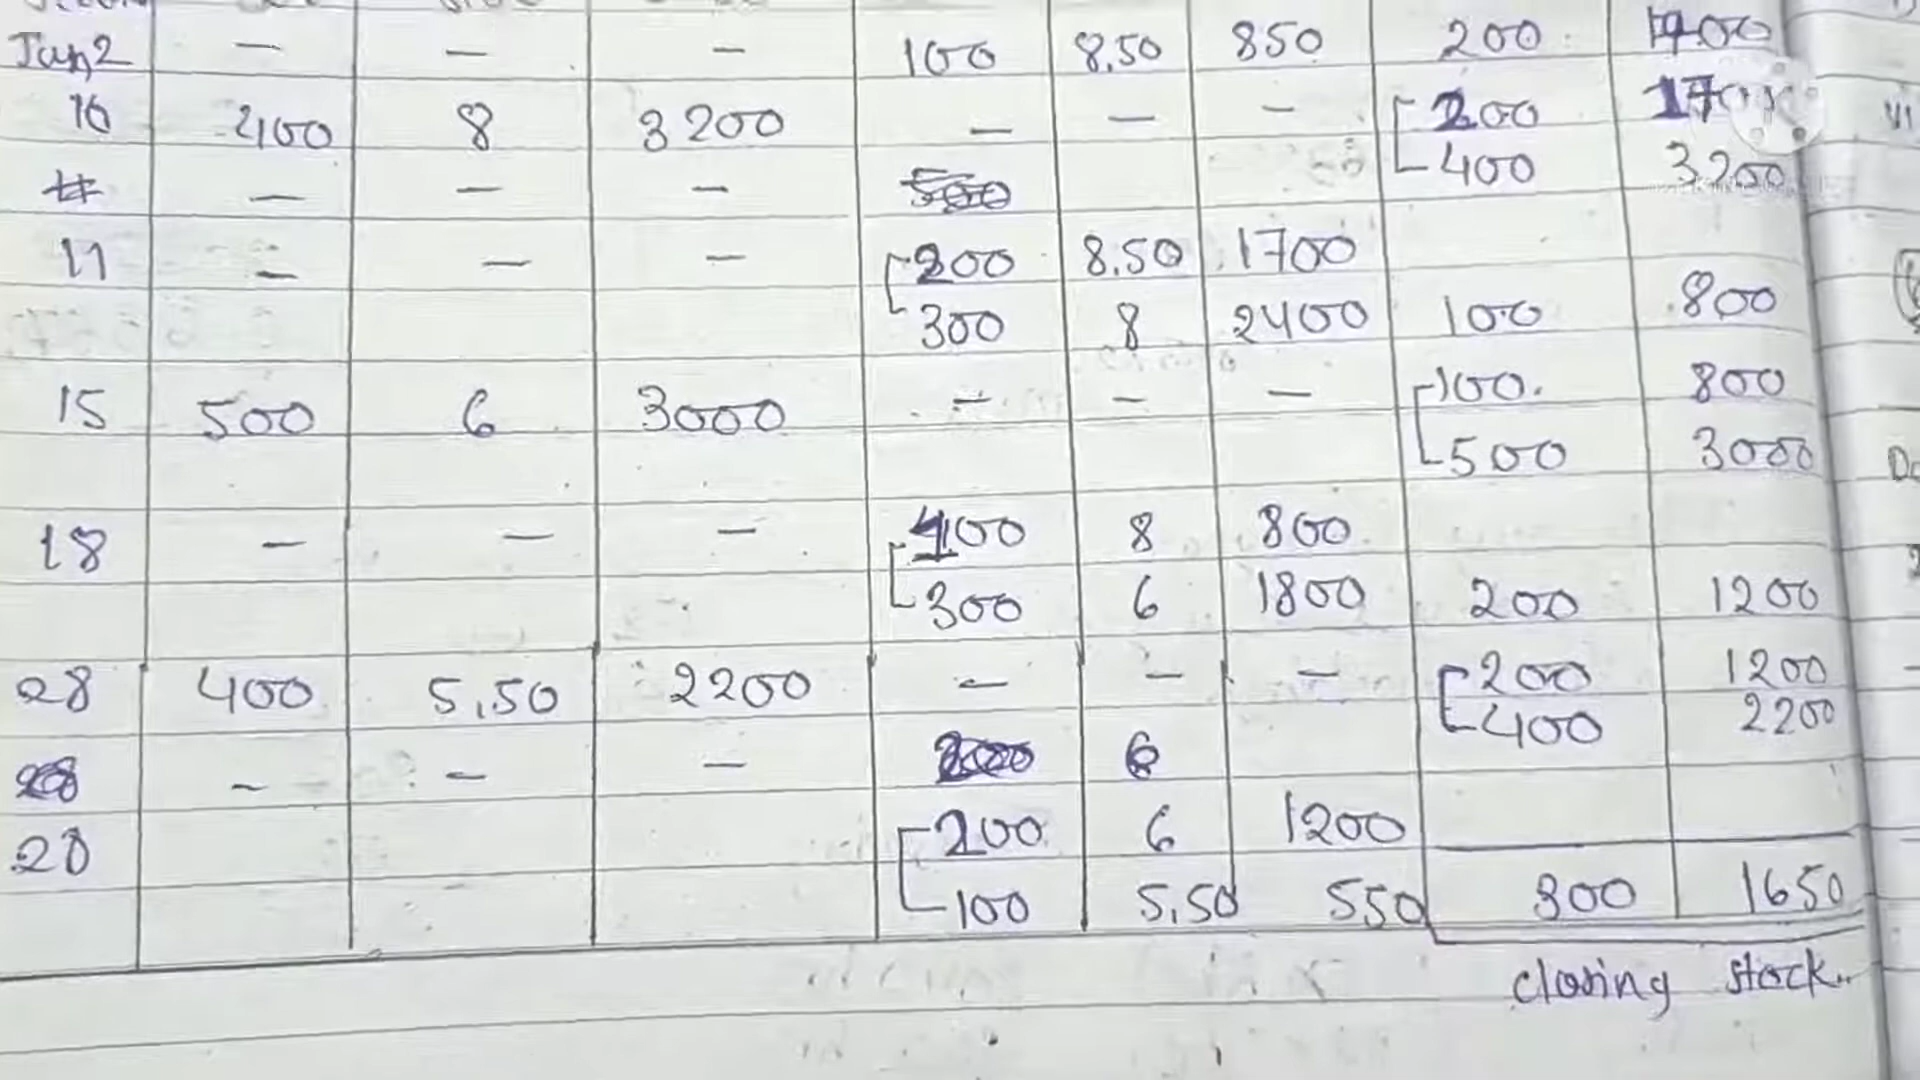 Jan,2 — — — 100 8.50 850 200 1700
10 400 8 3200 — — — 200
400 3200
— — —
11 — — — 200 8.50 1700
300 8 2400 100 800
15 500 6 3000 — — — 100. 800
500 3000
18 — — — 100 8 800
300 6 1800 200 1200
28 400 5.50 2200 — — — 200 1200
400 2200
— — — 6
28 200 6 1200
100 5.50 550 300 1650
closing stock..